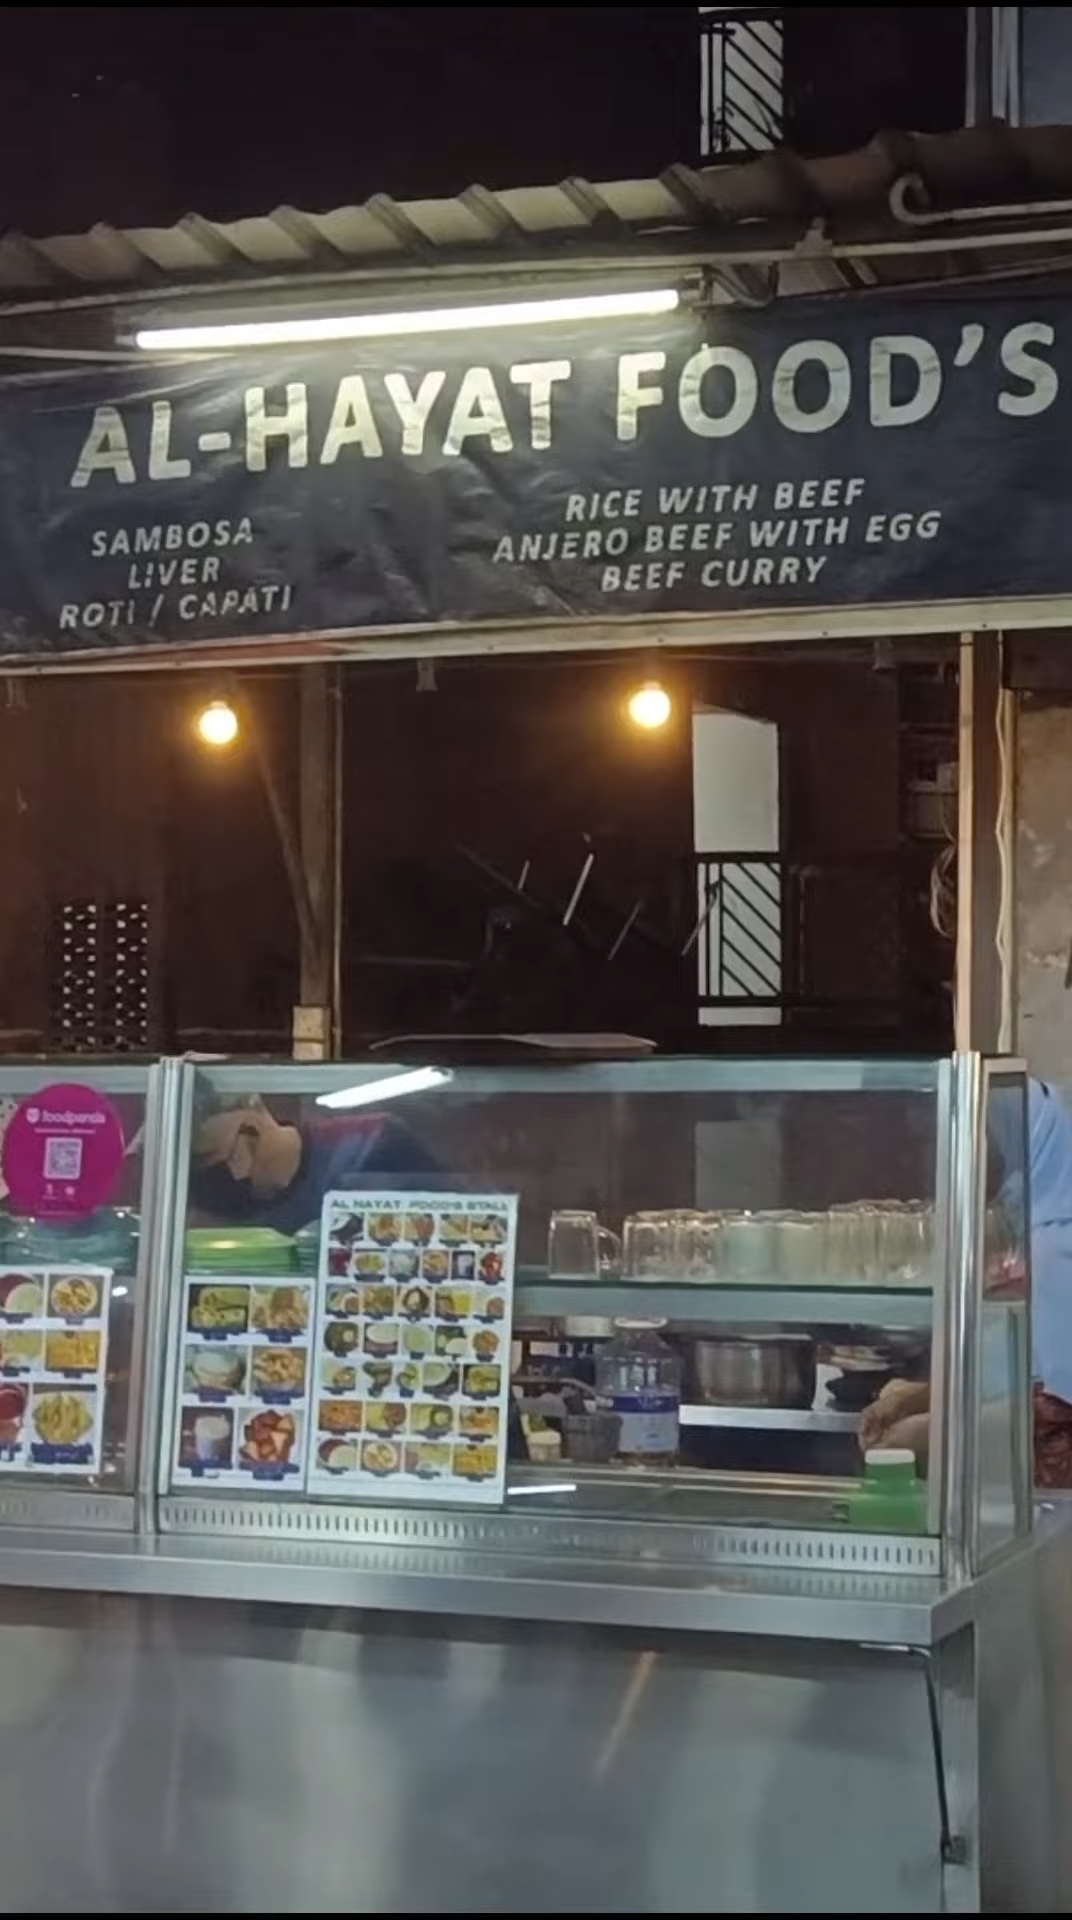 AL-HAYAT FOOD'S
SAMBOSA
LIVER
ROTI / CAPATI
RICE WITH BEEF
ANJERO BEEF WITH EGG
BEEF CURRY
foodpanda
AL HAYAT FOOD'S STALL